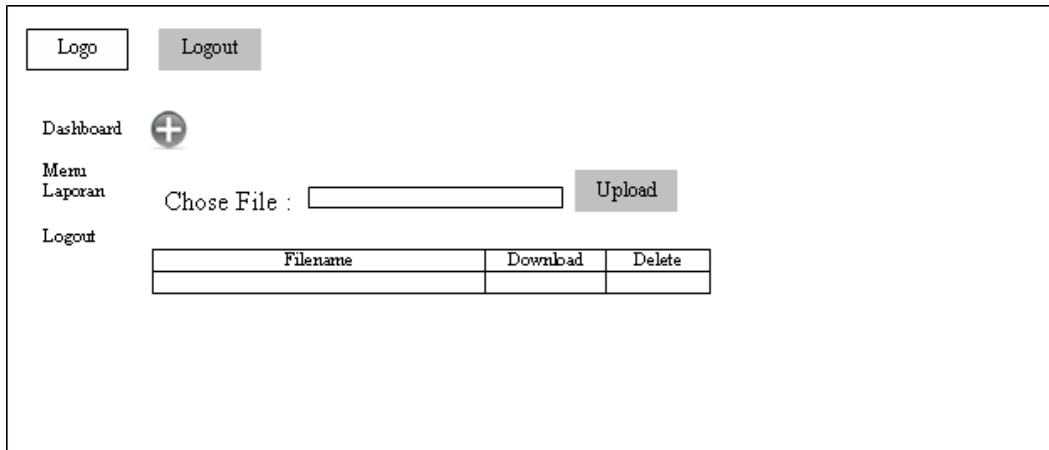 Logo
Logout
Dashboard
Menu
Laporan
Logout
Chose File :
Upload
Filename Download Delete